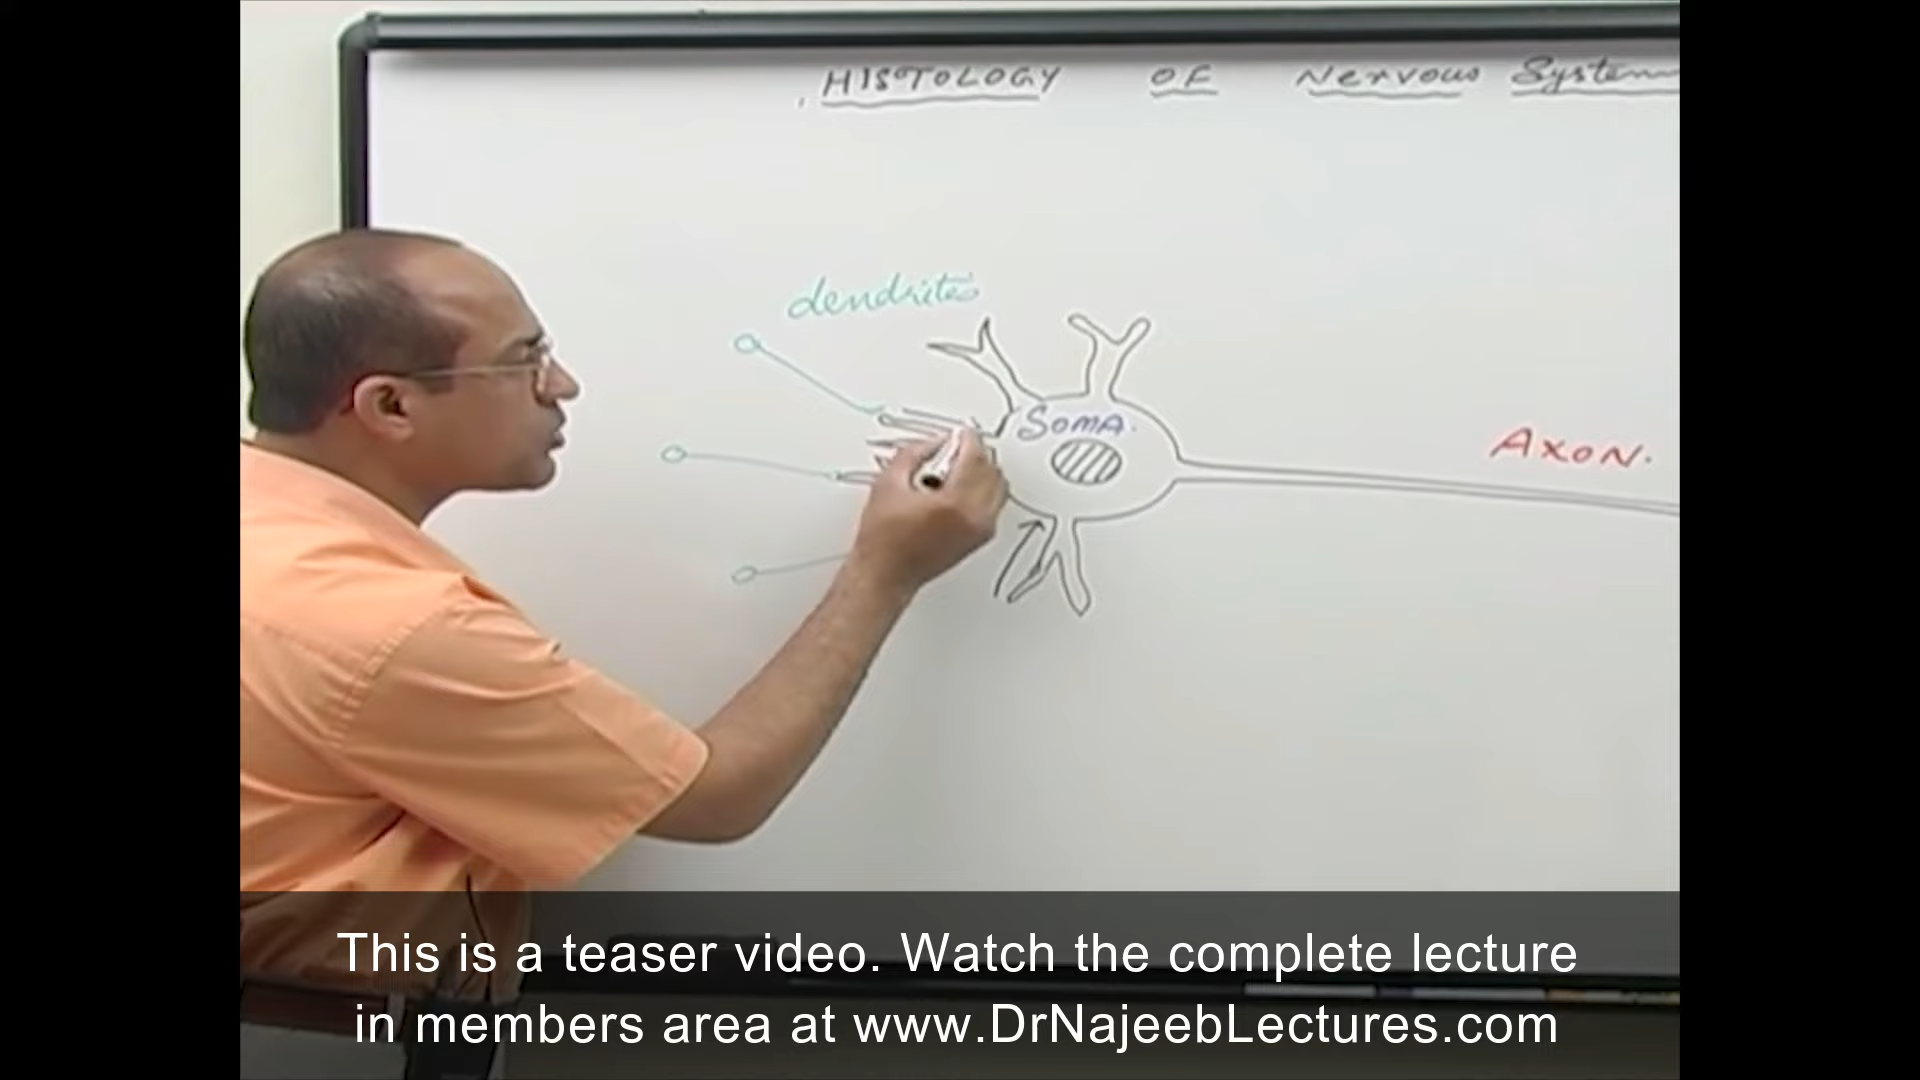 HISTOLOGY OF Nervous System
dendrites
SOMA.
AXON.
This is a teaser video. Watch the complete lecture
in members area at www.DrNajeebLectures.com